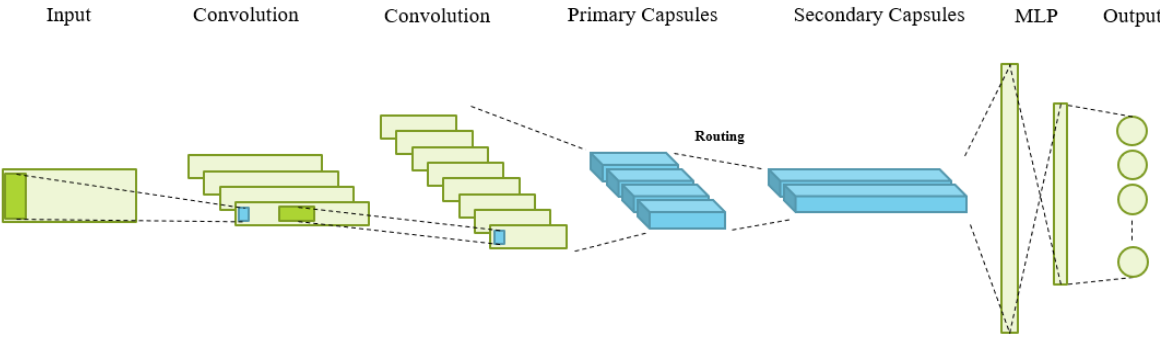 Input
Convolution
Convolution
Primary Capsules
Secondary Capsules
MLP
Output
Routing